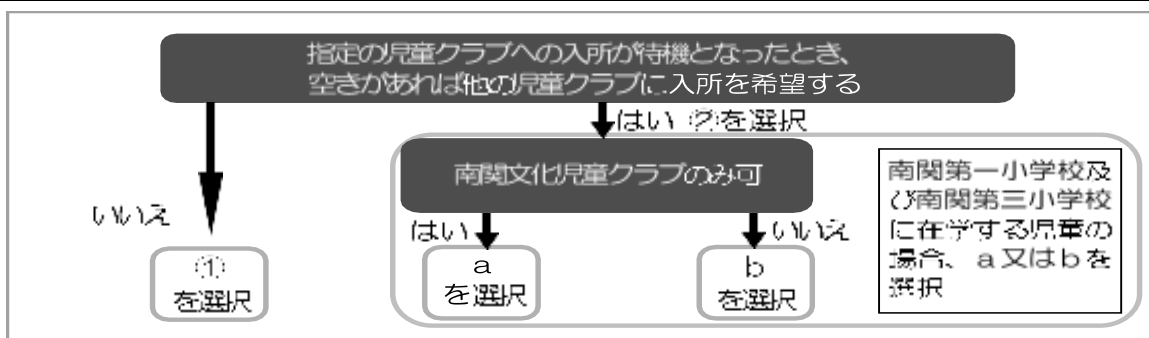 指定の児童クラブへの入所が待機となったとき、
空きがあれば他の児童クラブに入所を希望する
はい ②を選択
南関文化児童クラブのみ可
南関第一小学校及
び南関第三小学校
に在学する児童の
場合、a又はbを
選択
いいえ
はい
いいえ
①
を選択
a
を選択
b
を選択